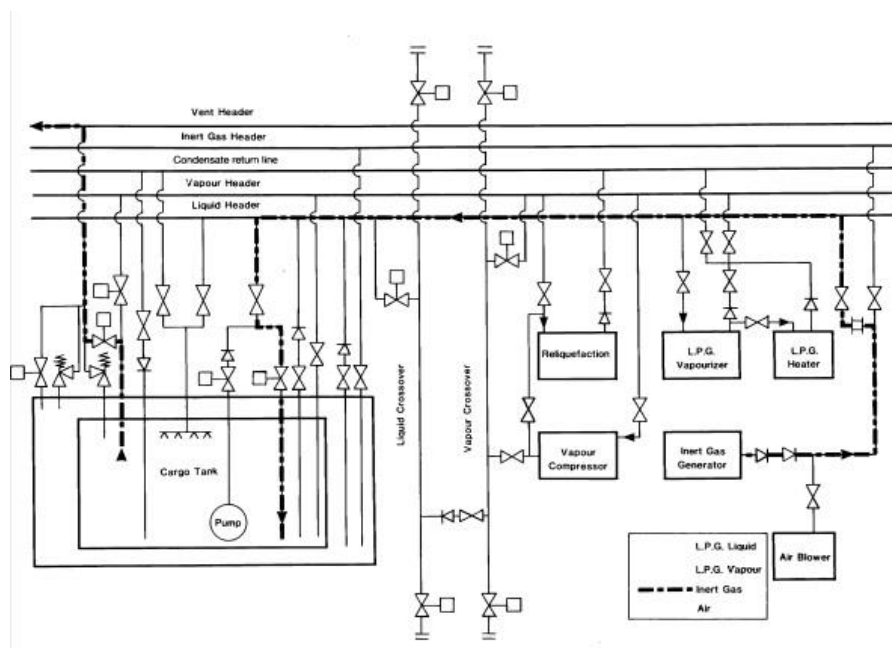 Vent Header
Inert Gas Header
Condensate return line
Vapour Header
Liquid Header
Liquid Crossover
Vapour Crossover
Reliquefaction
L.P.G.
Vapourizer
L.P.G.
Heater
Cargo Tank
Pump
Vapour
Compressor
Inert Gas
Generator
Air Blower
L.P.G. Liquid
L.P.G. Vapour
Inert Gas
Air